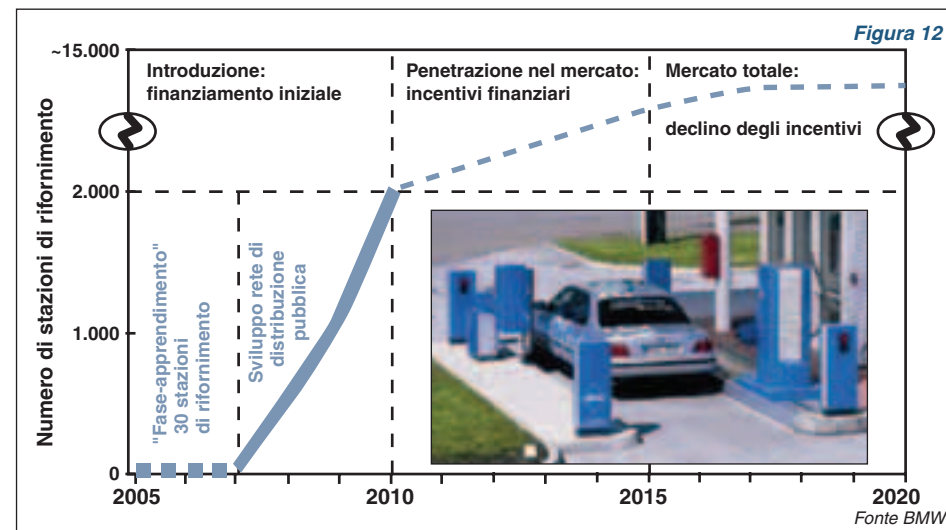 Figura 12
~15.000
Introduzione:
finanziamento iniziale
Penetrazione nel mercato:
incentivi finanziari
Mercato totale:
declino degli incentivi
Numero di stazioni di rifornimento
2.000
1.000
0
"Fase-apprendimento"
30 stazioni
di rifornimento
Sviluppo rete di
distribuzione
pubblica
2005
2010
2015
2020
Fonte BMW